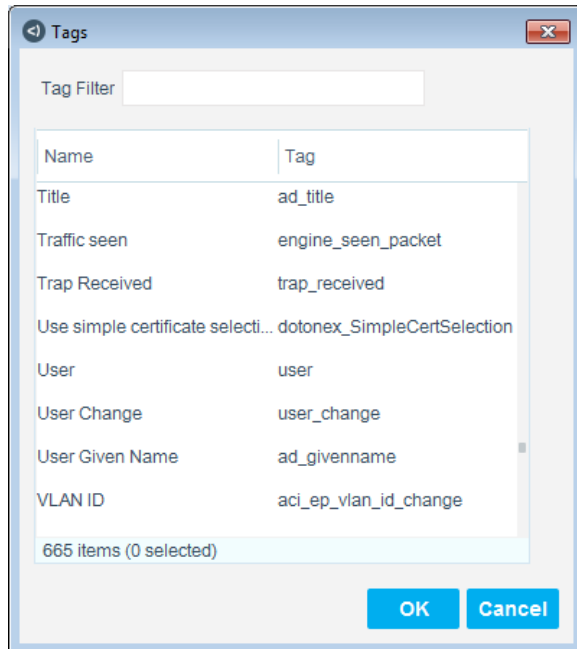 Tags
Tag Filter
Name Tag
Title ad_title
Traffic seen engine_seen_packet
Trap Received trap_received
Use simple certificate selecti... dotonex_SimpleCertSelection
User user
User Change user_change
User Given Name ad_givenname
VLAN ID aci_ep_vlan_id_change
665 items (0 selected)
OK Cancel